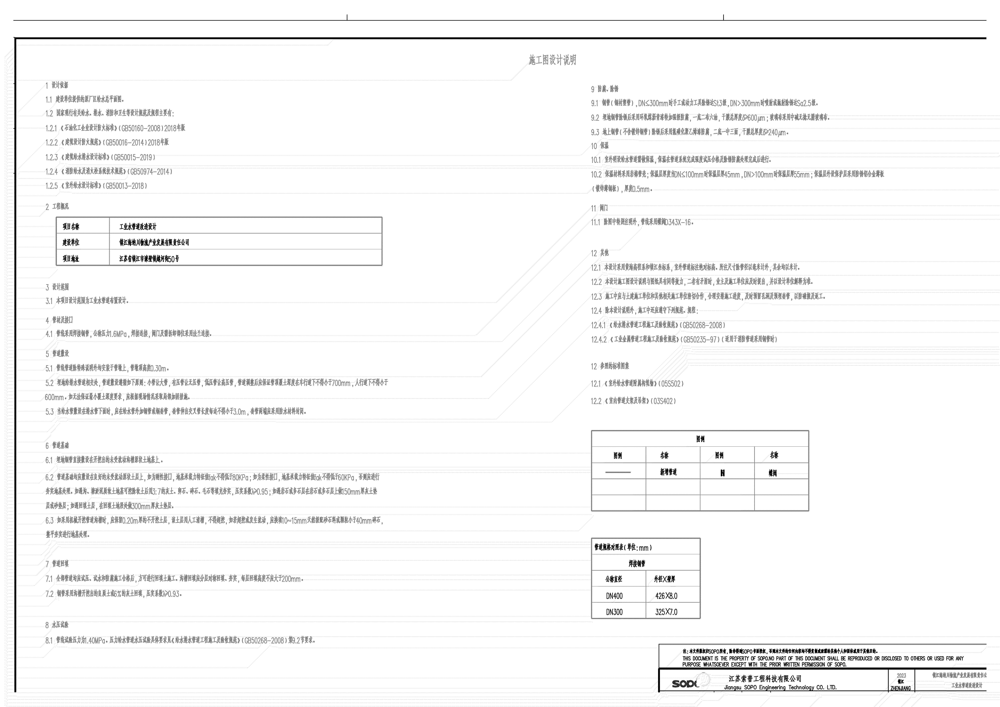 施工图设计说明
1 设计依据
1.1 建设单位提供的原厂区给水总平面图。
1.2 国家现行有关给水、排水、消防和卫生等设计规范及规程主要有:
1.2.1《石油化工企业设计防火标准》(GB50160-2008)2018年版
1.2.2《建筑设计防火规范》(GB50016-2014)2018年版
1.2.3《建筑给水排水设计标准》(GB50015-2019)
1.2.4《消防给水及消火栓系统技术规范》(GB50974-2014)
1.2.5《室外给水设计标准》(GB50013-2018)
2 工程概况
项目名称 工业水管道改造设计
建设单位 镇江海纳川物流产业发展有限责任公司
项目地址 江苏省镇江市谏壁镇越河街50号
3 设计范围
3.1 本项目设计范围为工业水管道布置设计。
4 管材及接口
4.1 管线采用焊接钢管,公称压力1.6MPa,焊接连接,阀门及需拆卸部位采用法兰连接。
5 管道敷设
5.1 管线管道除特殊说明外均安装于管墩上,管墩顶高度0.30m。
5.2 埋地给排水管道相交处,管道敷设遵循如下原则:小管让大管,有压管让无压管,低压管让高压管,管道调整后应保证管顶覆土深度在车行道下不得小于700mm,人行道下不得小于
600mm。如无法保证最小覆土深度要求,应根据现场情况采取局部加固措施。
5.3 当给水管敷设在排水管下面时,应在给水管外加钢管或钢套管,套管伸出交叉管长度每边不得小于3.0m,套管两端应采用防水材料封闭。
6 管道基础
6.1 埋地钢管直接敷设在开挖出的未受扰动沟槽原状土地基上。
6.2 管道基础均应敷设在良好的未受扰动原状土层上,如为刚性接口,地基承载力特征值fak不得低于80KPa;如为柔性接口,地基承载力特征值fak不得低于60KPa,否则应进行
夯实地基处理。如遇沟、塘淤泥质软土地基可挖除软土后用3:7的灰土、卵石、碎石、毛石等填充夯实,压实系数λ≥0.95;如遇岩石或多石层在岩石或多石层上做150mm厚灰土垫
层或砂垫层;如遇回填土层,在回填土地段处做300mm厚灰土垫层。
6.3 如采用机械开挖管道沟槽时,应保留0.20m厚的不开挖土层,该土层用人工清槽,不得超挖,如若超挖或发生扰动,应换填10~15mm天然级配砂石料或颗粒小于40mm碎石,
整平夯实进行地基处理。
7 管道回填
7.1 全部管道均应试压、试水和防腐施工合格后,方可进行回填土施工。沟槽回填应分层对称回填、夯实,每层回填高度不应大于200mm。
7.2 钢管采用沟槽开挖出的良质土或6%的灰土回填,压实系数λ≥0.93。
8 水压试验
8.1 管线试验压力为1.40MPa。压力给水管道水压试验具体要求见《给水排水管道工程施工及验收规范》(GB50268-2008)第9.2节要求。
9 防腐、除锈
9.1 钢管(钢衬塑管),DN≤300mm时手工或动力工具除锈达St3级,DN>300mm时喷射或抛射除锈达Sa2.5级。
9.2 埋地钢管除锈后采用环氧煤沥青漆特加强级防腐,一底二布六油,干膜总厚度δ≥600μm;玻璃布采用中碱无捻无腊玻璃布。
9.3 地上钢管(不含镀锌钢管)除锈后采用氯磺化聚乙烯漆防腐,二底一中三面,干膜总厚度δ≥240μm。
10 保温
10.1 室外明设给水管道需做保温,保温在管道系统完成强度试压合格及除锈防腐处理完成后进行。
10.2 保温材料采用岩棉管壳;保温层厚度当DN≤100mm时保温层厚45mm,DN>100mm时保温层厚55mm;保温层外设保护层采用防锈铝合金薄板
(镀锌薄钢板),厚度0.5mm。
11 阀门
11.1 除图中特别注明外,管线采用蝶阀D343X-16。
12 其他
12.1 本设计采用黄海高程系和镇江坐标系,室外管道标注绝对标高。所注尺寸除管径以毫米计外,其余均以米计。
12.2 本设计施工图设计说明与图纸具有同等效力,二者有矛盾时,业主及施工单位应及时提出,并以设计单位解释为准。
12.3 施工中应与土建施工单位和其他相关施工单位密切合作,合理安排施工进度,及时预留孔洞及预埋套管,以防碰撞及返工。
12.4 除本设计说明外,施工中还应遵守下列规范、规程:
12.4.1《给水排水管道工程施工及验收规范》(GB50268-2008)
12.4.2《工业金属管道工程施工及验收规范》(GB50235-97)(适用于消防管道采用钢管时)
12 参照的标准图集
12.1《室外给水管道附属构筑物》(05S502)
12.2《室内管道支架及吊架》(03S402)
图例
图例 名称 图例 名称
新增管道 蝶阀
管道规格对照表(单位:mm)
焊接钢管
公称直径 外径X壁厚
DN400 426X8.0
DN300 325X7.0
注:本文件版权归SOPO所有,除非得到SOPO书面授权,否则本文件的任何内容均不得复制或泄露给其他个人和团体或用于其他目的。
THIS DOCUMENT IS THE PROPERTY OF SOPO.NO PART OF THIS DOCUMENT SHALL BE REPRODUCED OR DISCLOSED TO OTHERS OR USED FOR ANY
PURPOSE WHATSOEVER EXCEPT WITH THE PRIOR WRITTEN PERMISSION OF SOPO.
SOPO 江苏索普工程科技有限公司
Jiangsu SOPO Engineering Technology CO. LTD.
2023
镇江
ZHENJIANG
镇江海纳川物流产业发展有限责任公
工业水管道改造设计